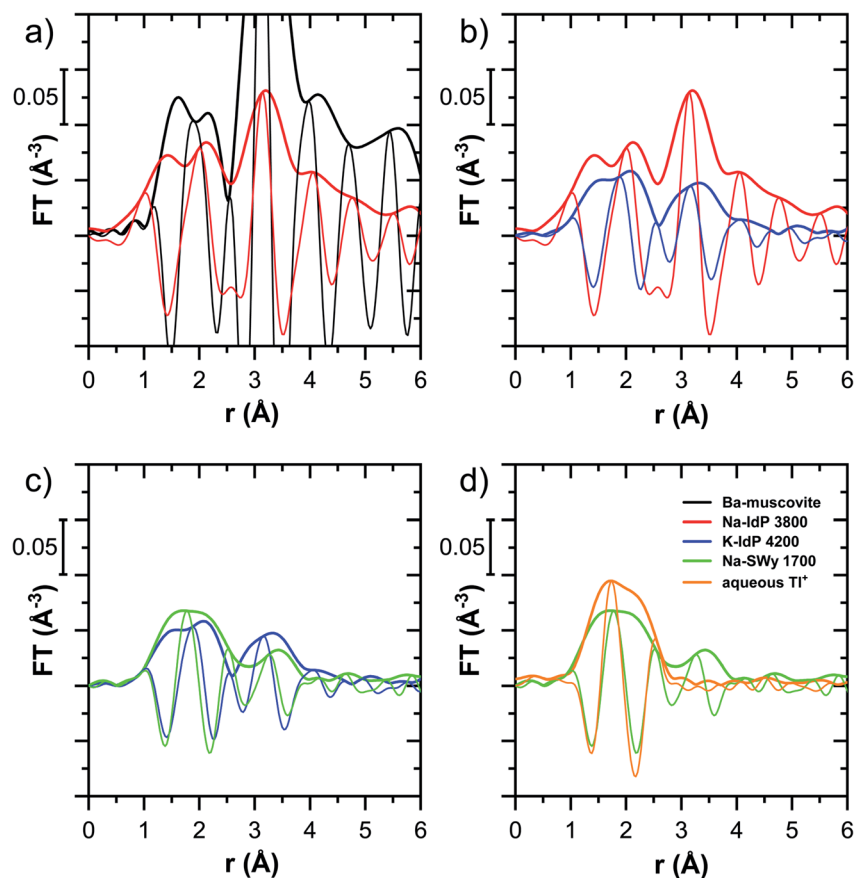 a)
0.05
FT (Å⁻³)
0 1 2 3 4 5 6
r (Å)
b)
0.05
FT (Å⁻³)
0 1 2 3 4 5 6
r (Å)
c)
0.05
FT (Å⁻³)
0 1 2 3 4 5 6
r (Å)
d)
0.05
FT (Å⁻³)
Ba-muscovite
Na-IdP 3800
K-IdP 4200
Na-SWy 1700
aqueous Tl⁺
0 1 2 3 4 5 6
r (Å)